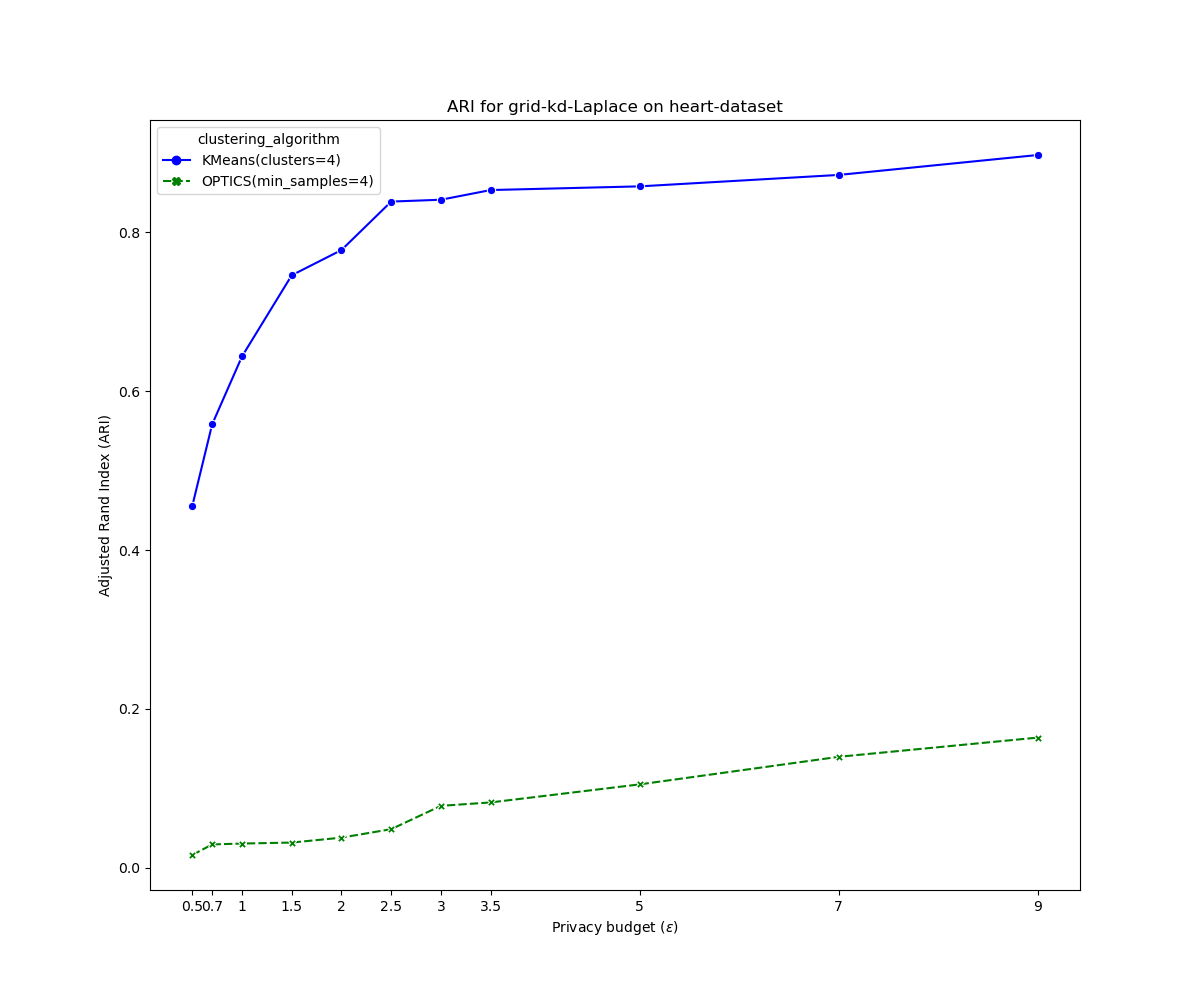 ARI for grid-kd-Laplace on heart-dataset
clustering_algorithm
KMeans(clusters=4)
OPTICS(min_samples=4)
Adjusted Rand Index (ARI)
0.8
0.6
0.4
0.2
0.0
0.5 0.7 1 1.5 2 2.5 3 3.5 5 7 9
Privacy budget (ε)